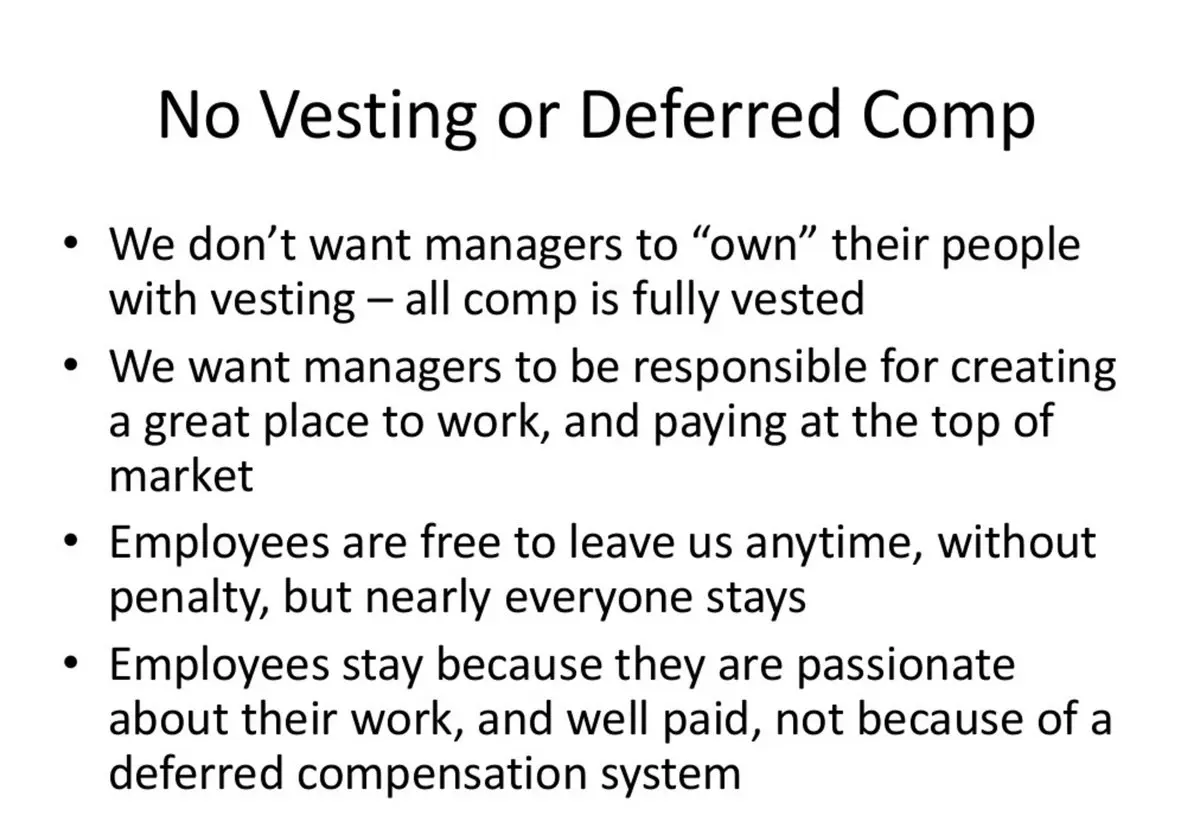 No Vesting or Deferred Comp
• We don’t want managers to “own” their people
with vesting – all comp is fully vested
• We want managers to be responsible for creating
a great place to work, and paying at the top of
market
• Employees are free to leave us anytime, without
penalty, but nearly everyone stays
• Employees stay because they are passionate
about their work, and well paid, not because of a
deferred compensation system